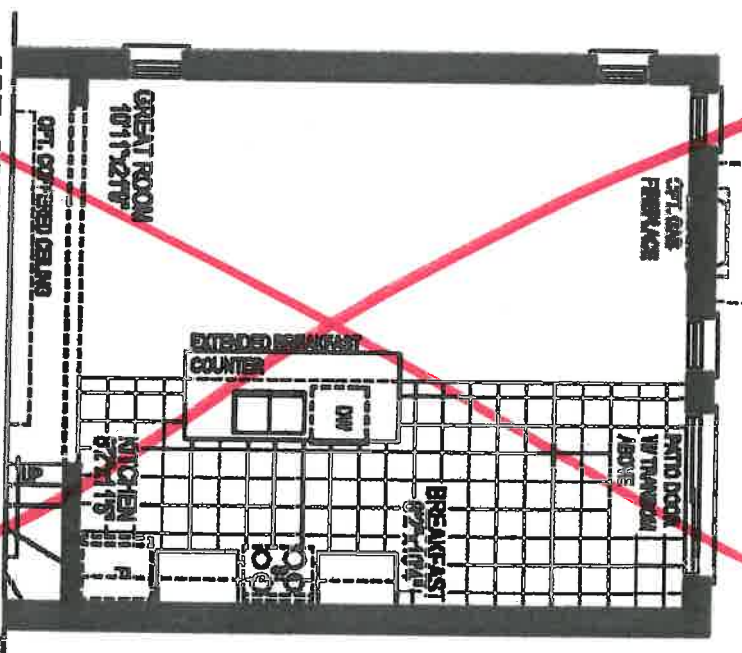 GREAT ROOM
10'11"x21'0"
OPT. COFFERED CEILING
OPT. GAS
FIREPLACE
EXTENDED BREAKFAST
COUNTER
DW
PATIO DOOR
W/ TRANSOM
ABOVE
BREAKFAST
KITCHEN
UP